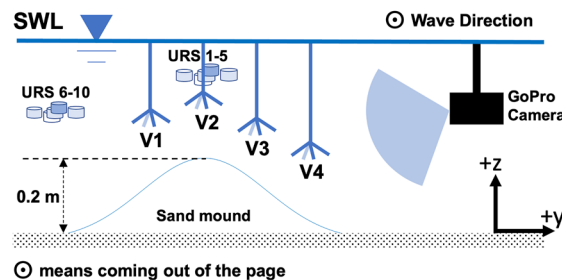 SWL
Wave Direction
URS 1-5
URS 6-10
GoPro
Camera
V1
V2
V3
V4
+z
0.2 m
Sand mound
+y
means coming out of the page